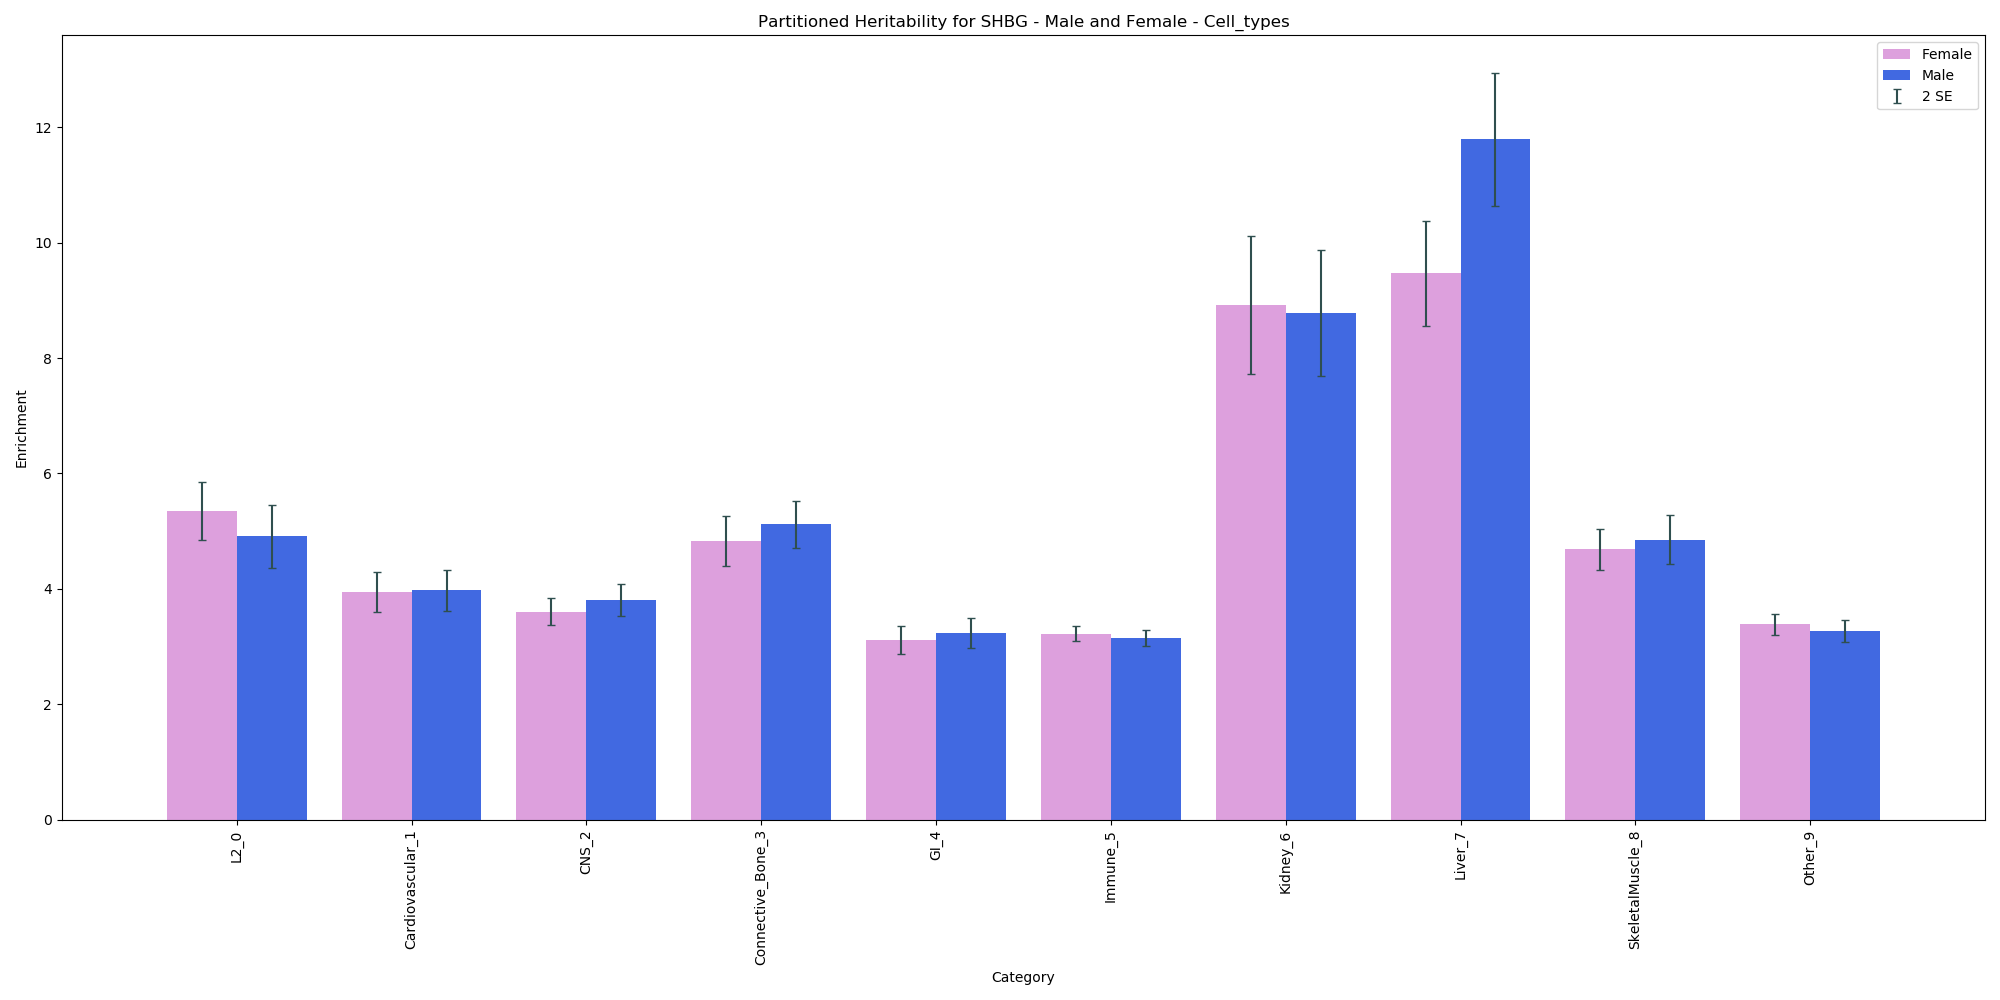 Partitioned Heritability for SHBG - Male and Female - Cell_types
Female
Male
2 SE
Enrichment
12
10
8
6
4
2
0
L2_0
Cardiovascular_1
CNS_2
Connective_Bone_3
GI_4
Immune_5
Kidney_6
Liver_7
SkeletalMuscle_8
Other_9
Category